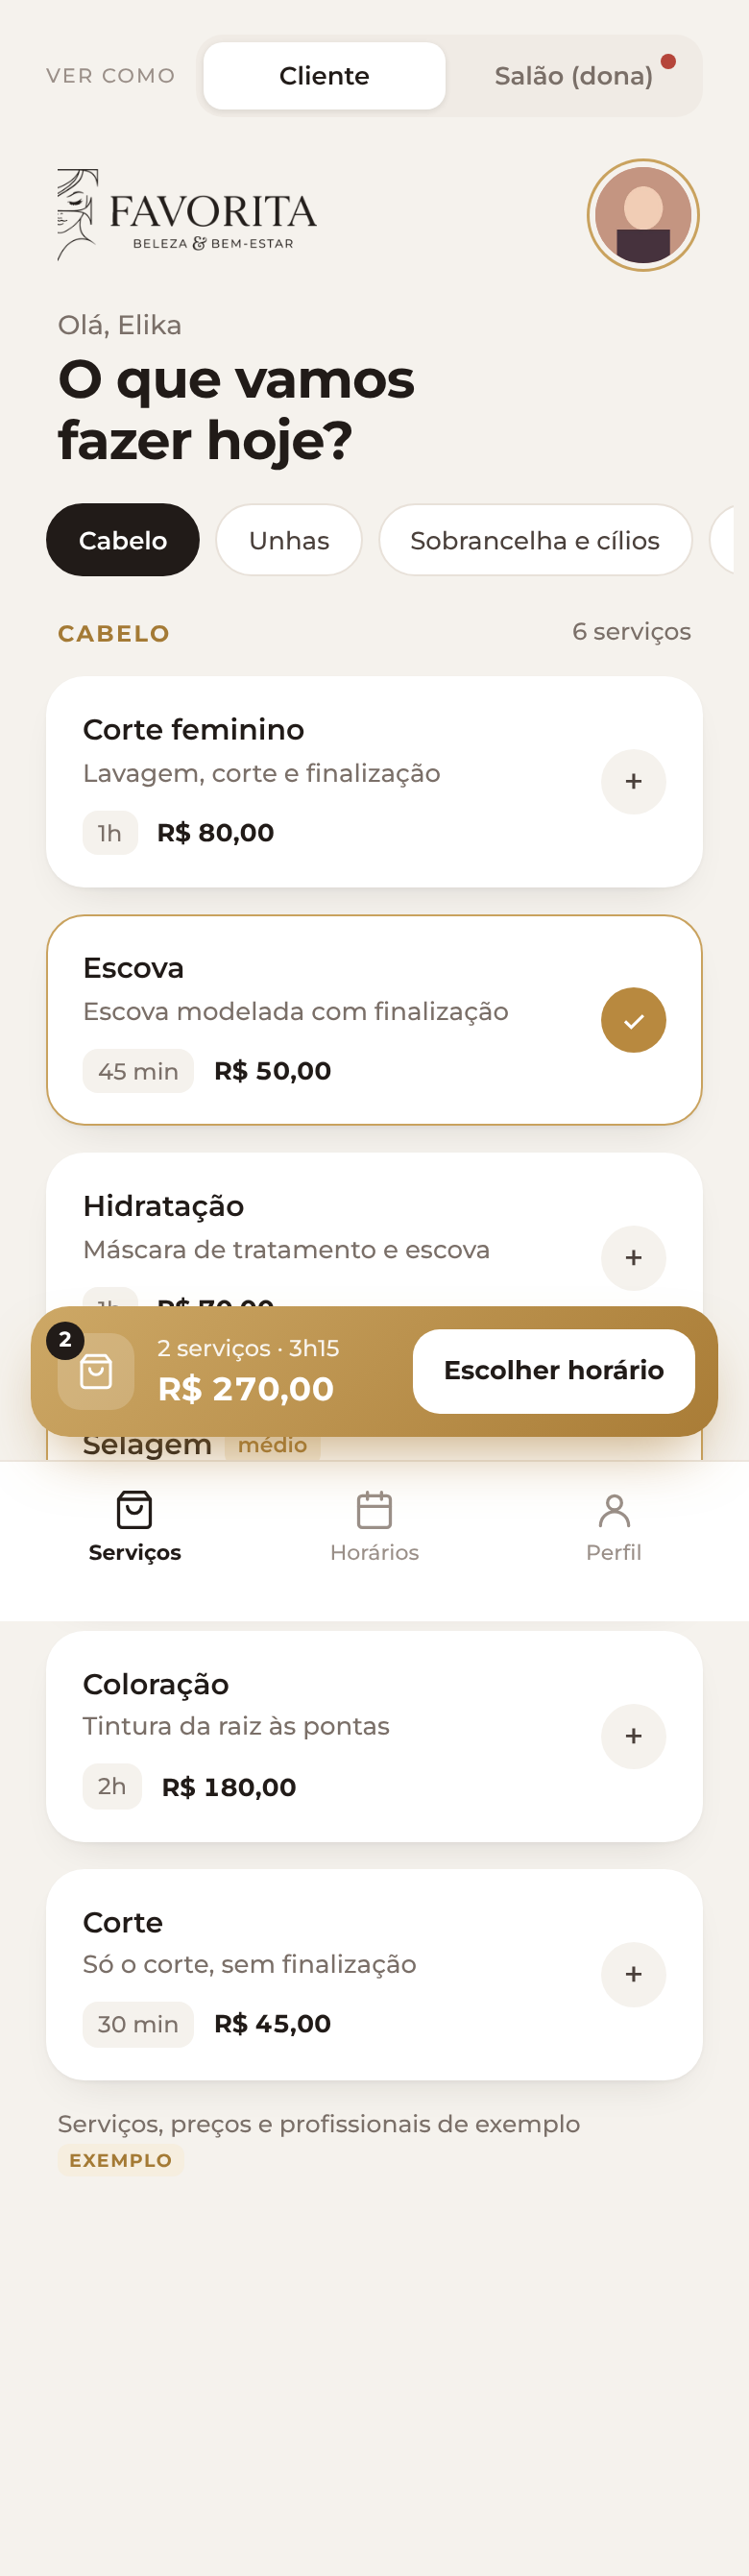 VER COMO
Cliente
Salão (dona)
FAVORITA
BELEZA & BEM-ESTAR
Olá, Elika
O que vamos
fazer hoje?
Cabelo
Unhas
Sobrancelha e cílios
CABELO
6 serviços
Corte feminino
Lavagem, corte e finalização
+
1h
R$ 80,00
Escova
Escova modelada com finalização
45 min
R$ 50,00
Hidratação
Máscara de tratamento e escova
+
1h
R$ 70,00
2
2 serviços · 3h15
R$ 270,00
Escolher horário
Selagem
médio
Serviços
Horários
Perfil
Coloração
Tintura da raiz às pontas
+
2h
R$ 180,00
Corte
Só o corte, sem finalização
+
30 min
R$ 45,00
Serviços, preços e profissionais de exemplo
EXEMPLO